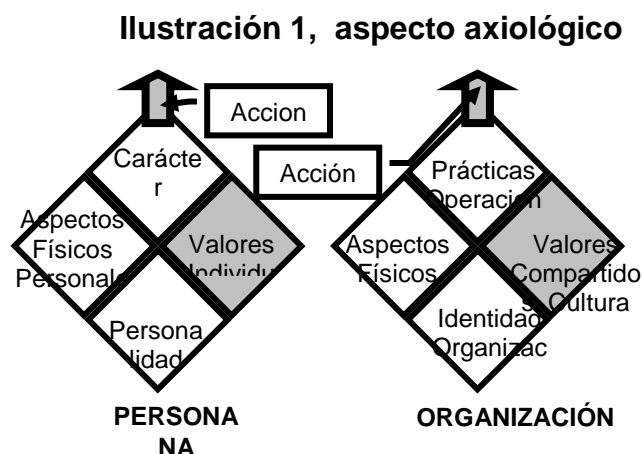 Ilustración 1, aspecto axiológico
Accion
Acción
Carácte
r
Aspectos
Físicos
Personale
Valores
Individu
Persona
lidad
PERSONA
NA
Prácticas
Operacion
Aspectos
Físicos
Valores
Compartido
s Cultura
Identidad
Organizac
ORGANIZACIÓN